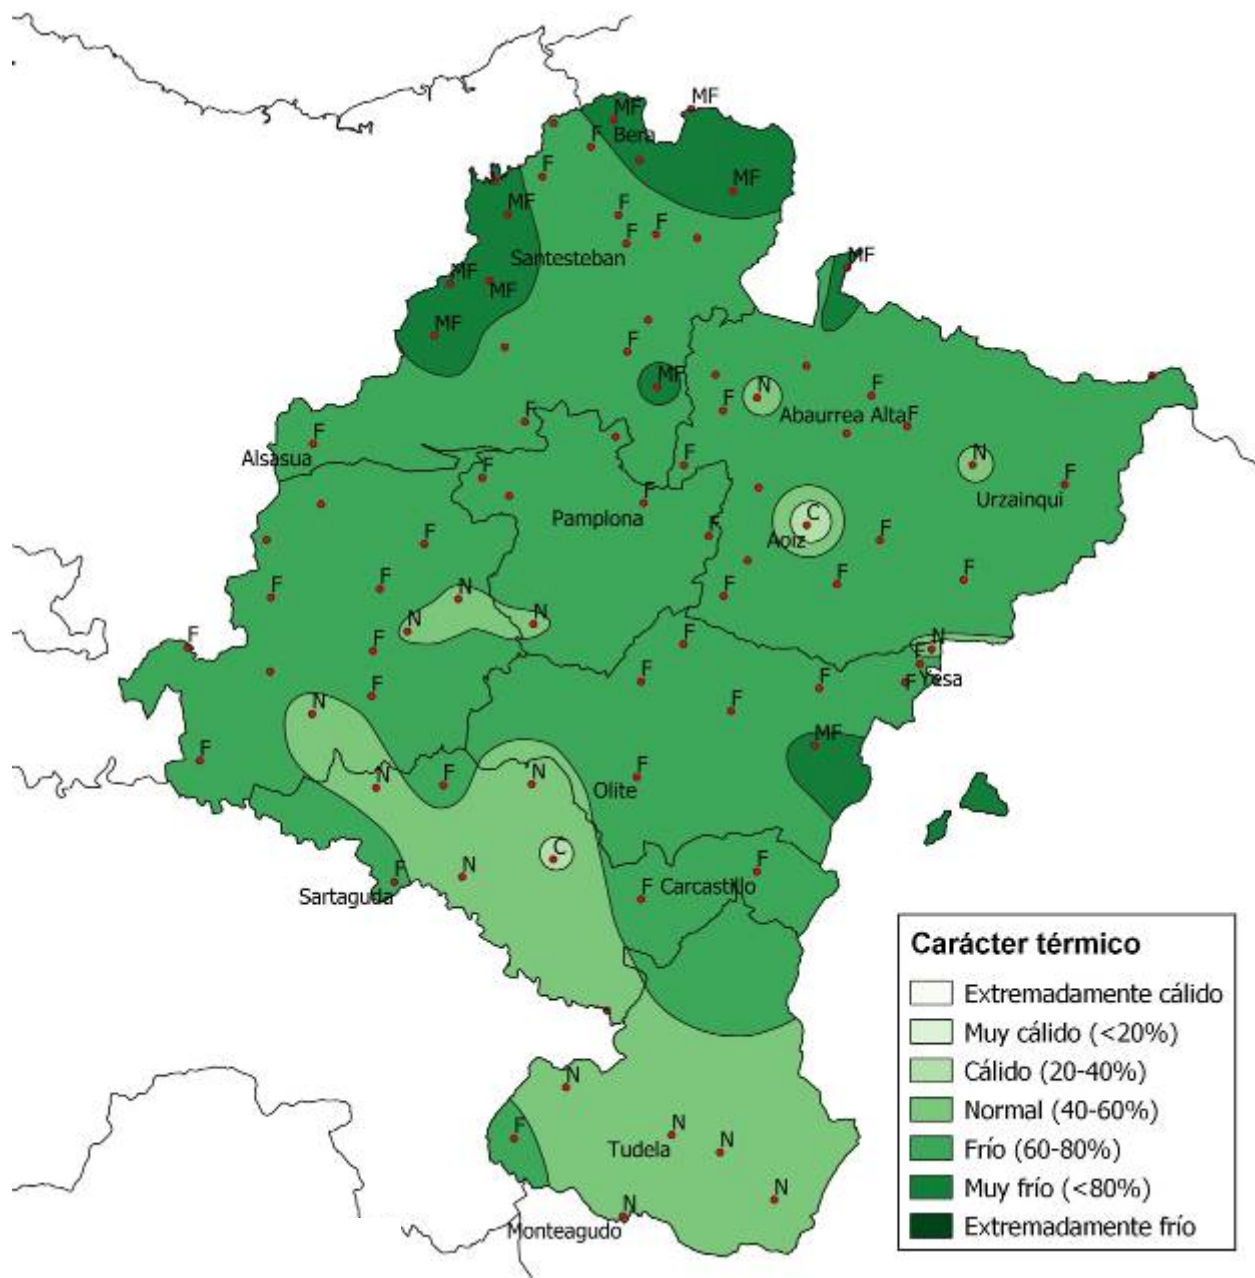 MF
MF
Bera
F
F
MF
MF
F
F
F
Santesteban
MF
MF
MF
MF
F
MF
N
F
F
Abaurrea Alta
F
F
F
Alsasua
F
N
F
F
Urzainqui
F
Pamplona
C
Aoiz
F
F
F
F
F
F
F
F
N
N
N
F
F
F
N
F
F
F
F
Yesa
F
N
F
MF
F
N
F
N
F
Olite
C
N
F
F
F
Carcastillo
Sartaguda
N
N
F
N
Tudela
N
N
Monteagudo
Carácter térmico
Extremadamente cálido
Muy cálido (<20%)
Cálido (20-40%)
Normal (40-60%)
Frío (60-80%)
Muy frío (<80%)
Extremadamente frío